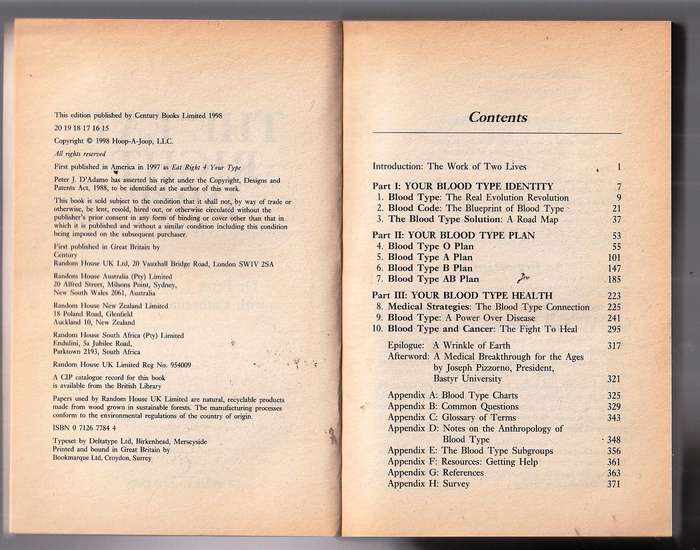 This edition published by Century Books Limited 1998
20 19 18 17 16 15
Copyright © 1998 Hoop-A-Joop, LLC.
All rights reserved
First published in America in 1997 as Eat Right 4 Your Type
Peter J. D'Adamo has asserted his right under the Copyright, Designs and
Patents Act, 1988, to be identified as the author of this work.
This book is sold subject to the condition that it shall not, by way of trade or
otherwise, be lent, resold, hired out, or otherwise circulated without the
publisher's prior consent in any form of binding or cover other than that in
which it is published and without a similar condition including this condition
being imposed on the subsequent purchaser.
First published in Great Britain by
Century
Random House UK Ltd, 20 Vauxhall Bridge Road, London SW1V 2SA
Random House Australia (Pty) Limited
20 Alfred Street, Milsons Point, Sydney,
New South Wales 2061, Australia
Random House New Zealand Limited
18 Poland Road, Glenfield
Auckland 10, New Zealand
Random House South Africa (Pty) Limited
Endulini, 5a Jubilee Road,
Parktown 2193, South Africa
Random House UK Limited Reg No. 954009
A CIP catalogue record for this book
is available from the British Library
Papers used by Random House UK Limited are natural, recyclable products
made from wood grown in sustainable forests. The manufacturing processes
conform to the environmental regulations of the country of origin.
ISBN 0 7126 7784 4
Typeset by Deltatype Ltd, Birkenhead, Merseyside
Printed and bound in Great Britain by
Bookmarque Ltd, Croydon, Surrey
Contents
Introduction: The Work of Two Lives 1
Part I: YOUR BLOOD TYPE IDENTITY 7
1. Blood Type: The Real Evolution Revolution 9
2. Blood Code: The Blueprint of Blood Type 21
3. The Blood Type Solution: A Road Map 37
Part II: YOUR BLOOD TYPE PLAN 53
4. Blood Type O Plan 55
5. Blood Type A Plan 101
6. Blood Type B Plan 147
7. Blood Type AB Plan 185
Part III: YOUR BLOOD TYPE HEALTH 223
8. Medical Strategies: The Blood Type Connection 225
9. Blood Type: A Power Over Disease 241
10. Blood Type and Cancer: The Fight To Heal 295
Epilogue: A Wrinkle of Earth 317
Afterword: A Medical Breakthrough for the Ages
by Joseph Pizzorno, President,
Bastyr University 321
Appendix A: Blood Type Charts 325
Appendix B: Common Questions 329
Appendix C: Glossary of Terms 343
Appendix D: Notes on the Anthropology of
Blood Type 348
Appendix E: The Blood Type Subgroups 356
Appendix F: Resources: Getting Help 361
Appendix G: References 363
Appendix H: Survey 371